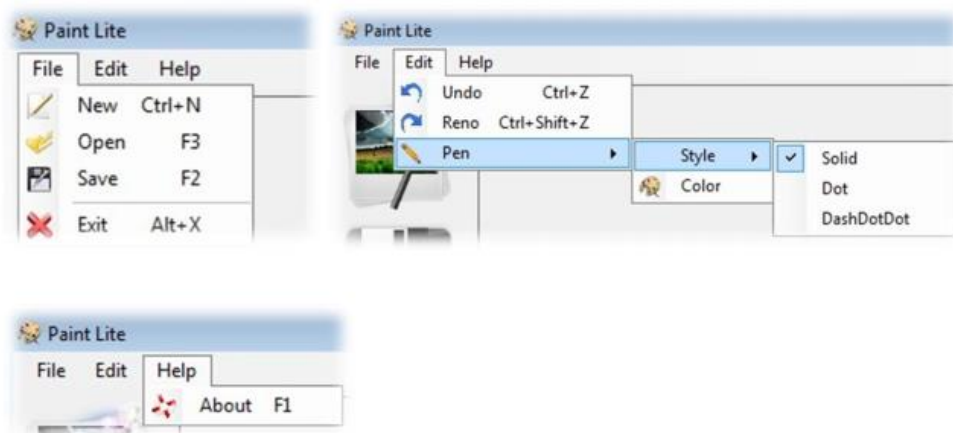 Paint Lite
File Edit Help
New Ctrl+N
Open F3
Save F2
Exit Alt+X
Paint Lite
File Edit Help
Undo Ctrl+Z
Reno Ctrl+Shift+Z
Pen
Style
Color
Solid
Dot
DashDotDot
Paint Lite
File Edit Help
About F1